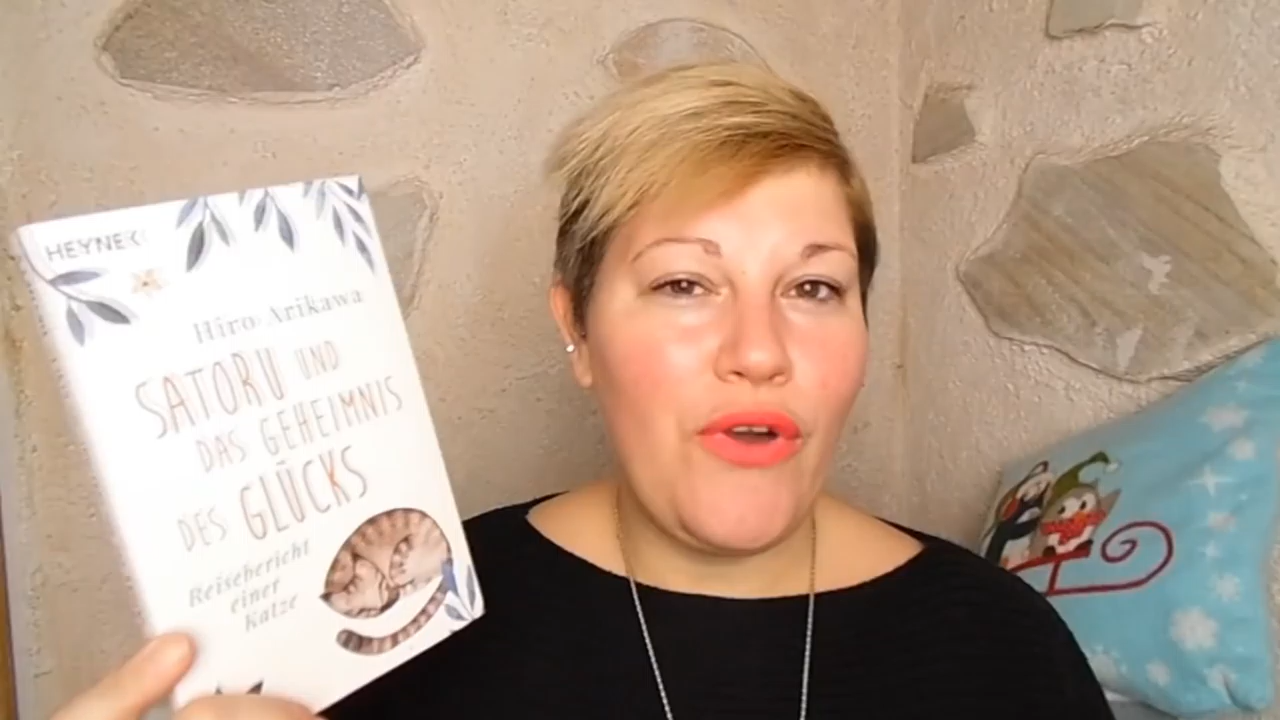 HEYNE<
Hiro Arikawa
SATORU UND
DAS GEHEIMNIS
DES GLÜCKS
Reisebericht
einer
Katze